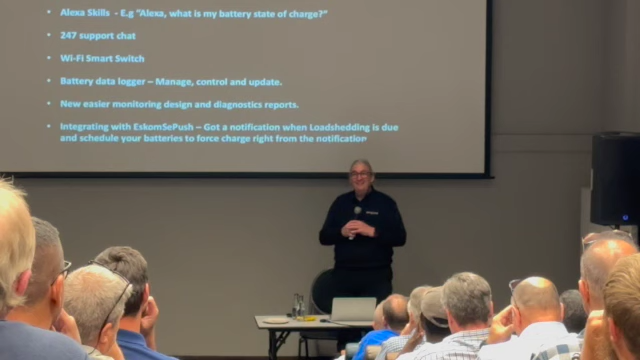 • Alexa Skills - E.g "Alexa, what is my battery state of charge?"
• 247 support chat
• Wi-Fi Smart Switch
• Battery data logger – Manage, control and update.
• New easier monitoring design and diagnostics reports.
• Integrating with EskomSePush – Got a notification when Loadshedding is due
and schedule your batteries to force charge right from the notification